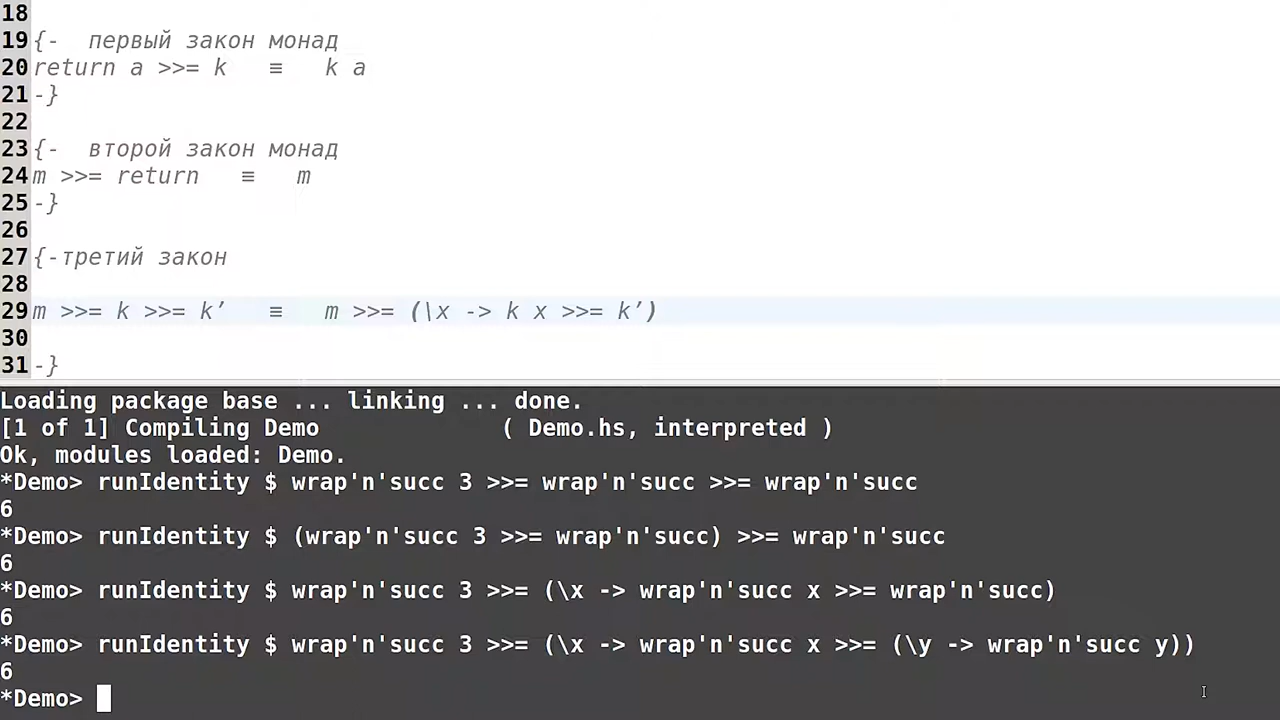 18
19 {-  первый закон монад
20 return a >>= k   ≡   k a
21 -}
22
23 {-  второй закон монад
24 m >>= return   ≡   m
25 -}
26
27 {-третий закон
28
29 m >>= k >>= k’   ≡   m >>= (\x -> k x >>= k’)
30
31 -}
Loading package base ... linking ... done.
[1 of 1] Compiling Demo             ( Demo.hs, interpreted )
Ok, modules loaded: Demo.
*Demo> runIdentity $ wrap'n'succ 3 >>= wrap'n'succ >>= wrap'n'succ
6
*Demo> runIdentity $ (wrap'n'succ 3 >>= wrap'n'succ) >>= wrap'n'succ
6
*Demo> runIdentity $ wrap'n'succ 3 >>= (\x -> wrap'n'succ x >>= wrap'n'succ)
6
*Demo> runIdentity $ wrap'n'succ 3 >>= (\x -> wrap'n'succ x >>= (\y -> wrap'n'succ y))
6
*Demo>